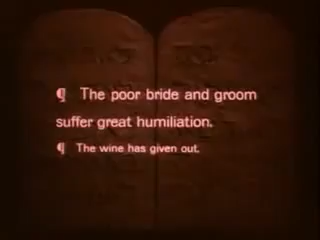 ¶ The poor bride and groom
suffer great humiliation.
¶ The wine has given out.